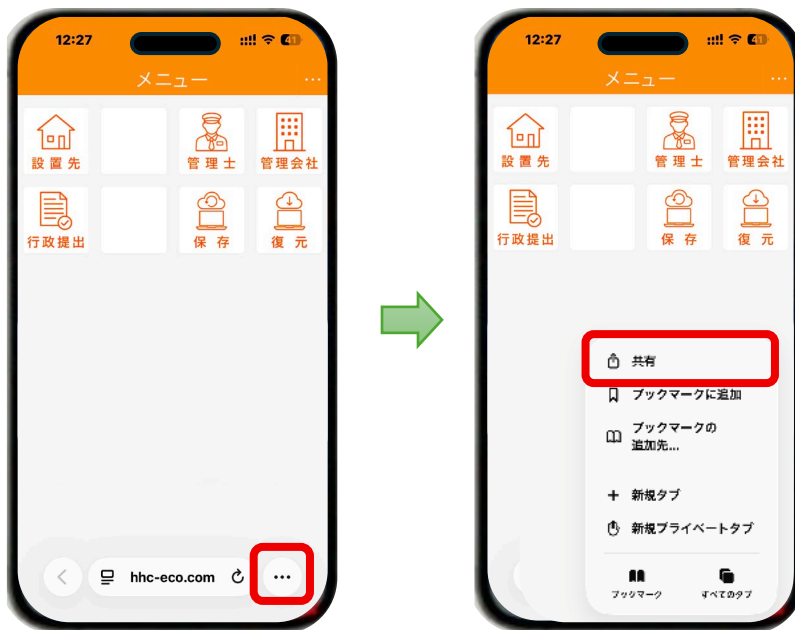 12:27
41
メニュー
...
設置先
管理士
管理会社
行政提出
保存
復元
hhc-eco.com
...
12:27
41
メニュー
...
設置先
管理士
管理会社
行政提出
保存
復元
共有
ブックマークに追加
ブックマークの
追加先...
新規タブ
新規プライベートタブ
ブックマーク
すべてのタブ